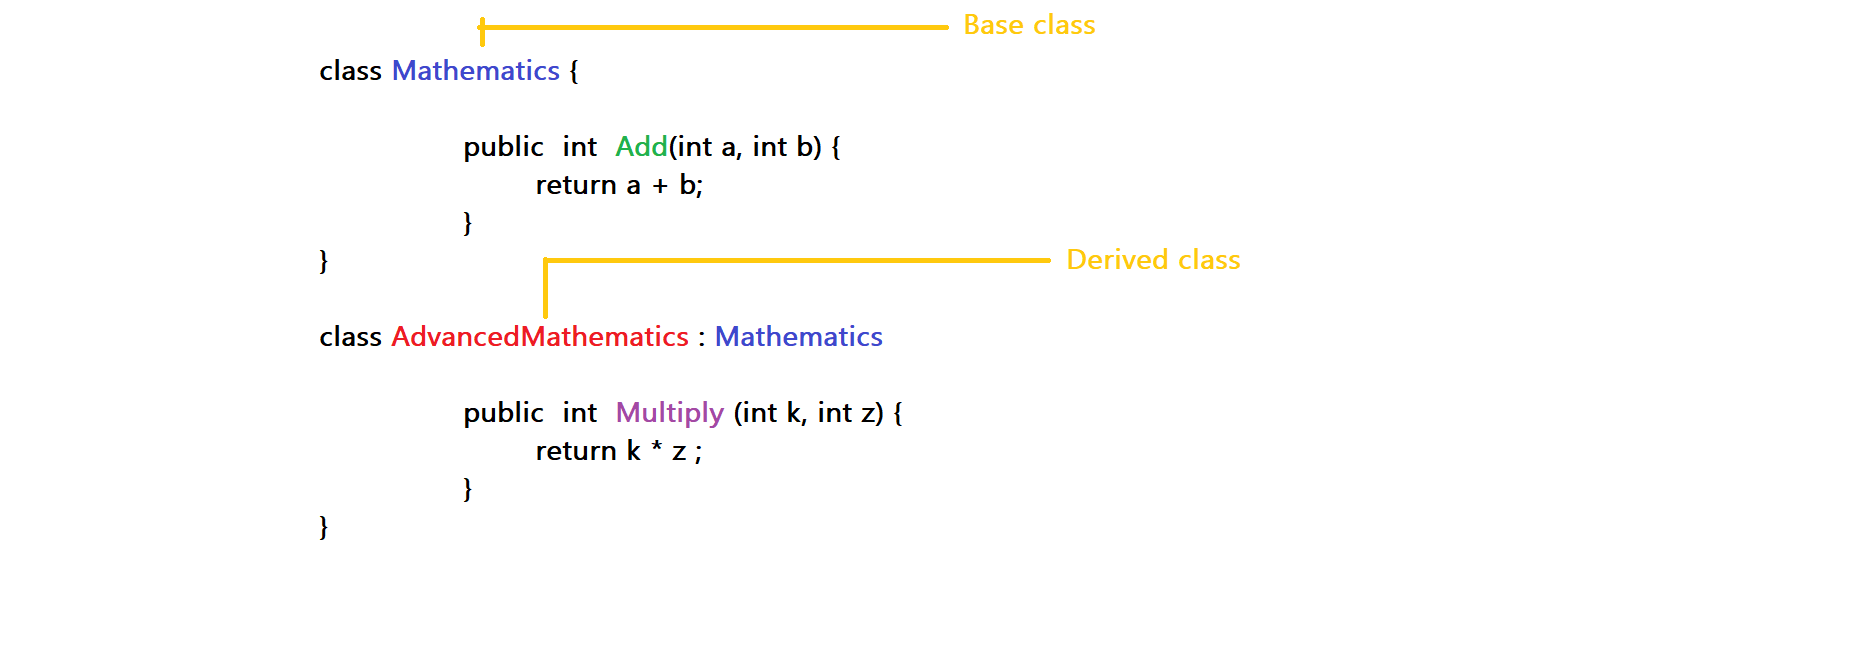 Base class
class Mathematics {
public int Add(int a, int b) {
return a + b;
}
}
Derived class
class AdvancedMathematics : Mathematics
public int Multiply (int k, int z) {
return k * z ;
}
}